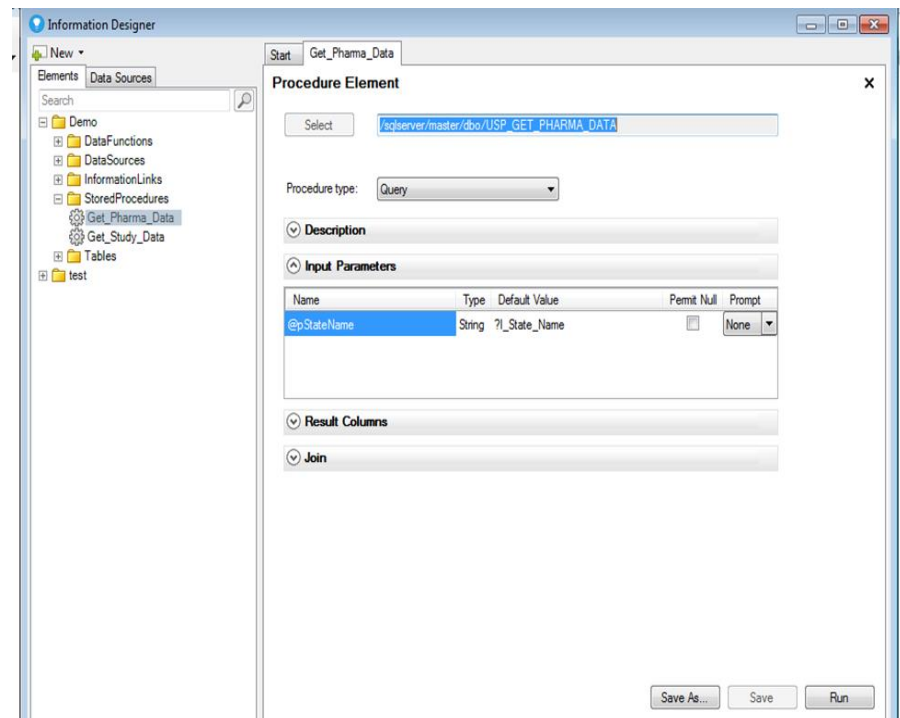 Information Designer
New
Elements Data Sources
Search
Demo
DataFunctions
DataSources
InformationLinks
StoredProcedures
Get_Pharma_Data
Get_Study_Data
Tables
test
Start Get_Pharma_Data
Procedure Element
Select /sqlserver/master/dbo/USP_GET_PHARMA_DATA
Procedure type: Query
Description
Input Parameters
Name Type Default Value Permit Null Prompt
@pStateName String ?I_State_Name None
Result Columns
Join
Save As... Save Run